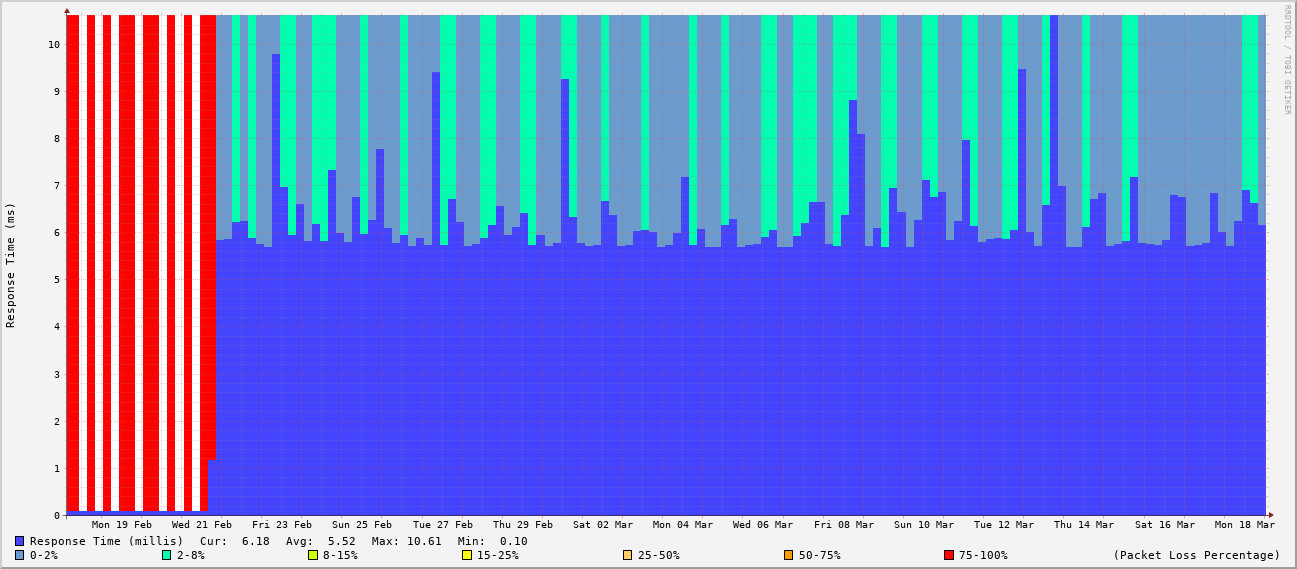 RRDTOOL / TOBI OETIKER
Response Time (ms)
10
9
8
7
6
5
4
3
2
1
0
Mon 19 Feb Wed 21 Feb Fri 23 Feb Sun 25 Feb Tue 27 Feb Thu 29 Feb Sat 02 Mar Mon 04 Mar Wed 06 Mar Fri 08 Mar Sun 10 Mar Tue 12 Mar Thu 14 Mar Sat 16 Mar Mon 18 Mar
Response Time (millis) Cur: 6.18 Avg: 5.52 Max: 10.61 Min: 0.10
0-2% 2-8% 8-15% 15-25% 25-50% 50-75% 75-100% (Packet Loss Percentage)